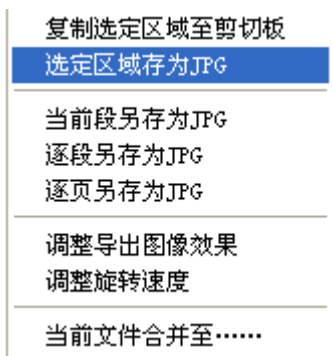 复制选定区域至剪切板
选定区域存为JPG
当前段另存为JPG
逐段另存为JPG
逐页另存为JPG
调整导出图像效果
调整旋转速度
当前文件合并至……